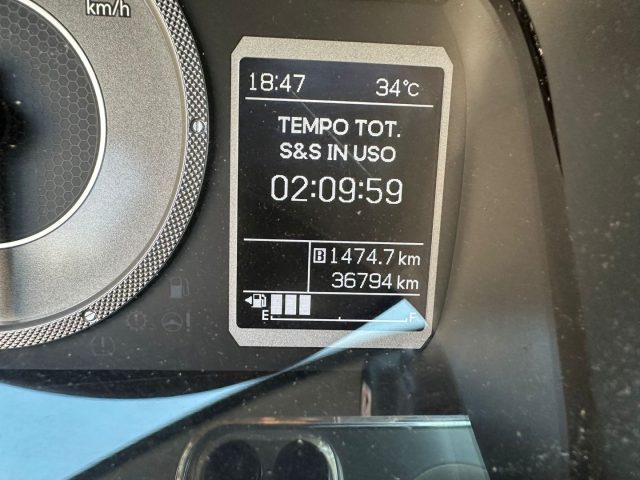 km/h
18:47 34°C
TEMPO TOT.
S&S IN USO
02:09:59
B 1474.7 km
36794 km
E F